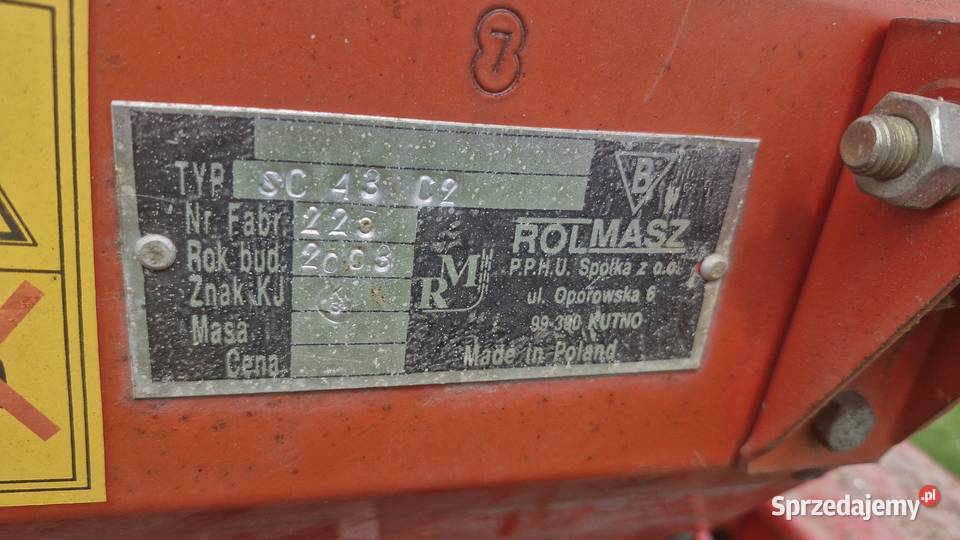 7
TYP SC 43 C2
B
Nr. Fabr. 225
ROLMASZ
Rok bud. 2003
P.P.H.U. Spółka z o.o.
RM
Znak KJ
ul. Oporowska 6
Masa
99-300 KUTNO
Cena
Made in Poland
Sprzedajemy.pl